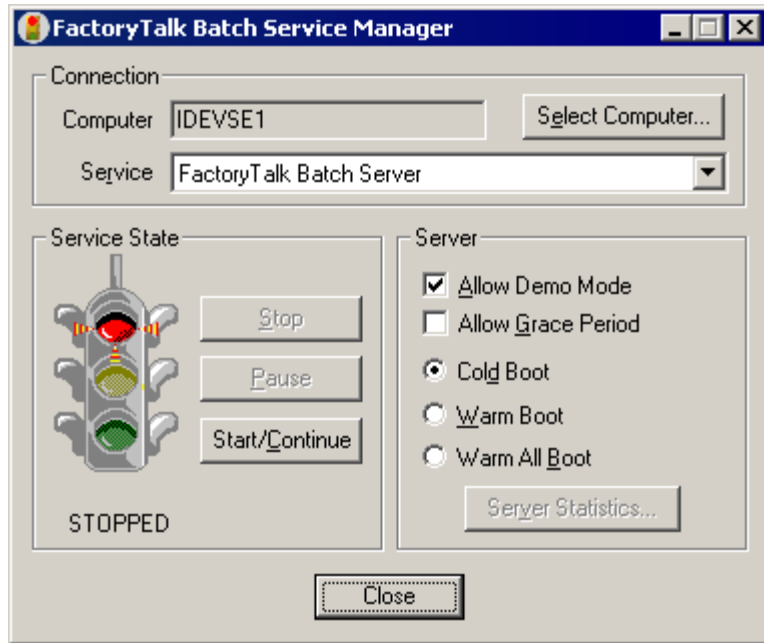 FactoryTalk Batch Service Manager
Connection
Computer IDEVSE1 Select Computer...
Service FactoryTalk Batch Server
Service State
Stop
Pause
Start/Continue
STOPPED
Server
Allow Demo Mode
Allow Grace Period
Cold Boot
Warm Boot
Warm All Boot
Server Statistics...
Close